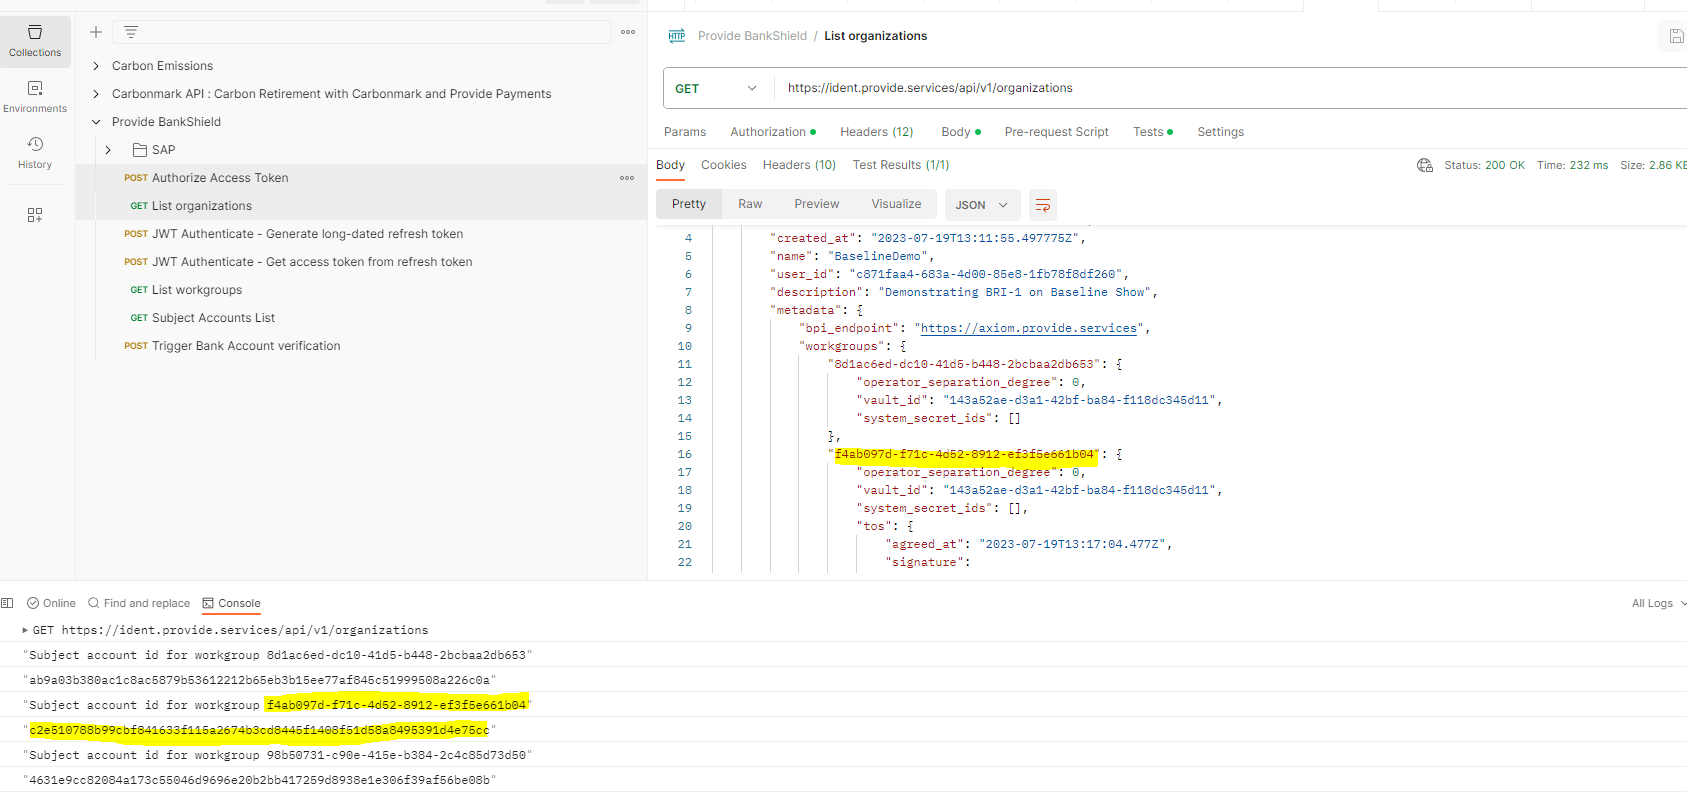 Collections
Environments
History
Carbon Emissions
Carbonmark API : Carbon Retirement with Carbonmark and Provide Payments
Provide BankShield
SAP
POST Authorize Access Token
GET List organizations
POST JWT Authenticate - Generate long-dated refresh token
POST JWT Authenticate - Get access token from refresh token
GET List workgroups
GET Subject Accounts List
POST Trigger Bank Account verification
HTTP Provide BankShield / List organizations
GET https://ident.provide.services/api/v1/organizations
Params Authorization Headers (12) Body Pre-request Script Tests Settings
Body Cookies Headers (10) Test Results (1/1) Status: 200 OK Time: 232 ms Size: 2.86 KB
Pretty Raw Preview Visualize JSON
4 "created_at": "2023-07-19T13:11:55.497775Z",
5 "name": "BaselineDemo",
6 "user_id": "c871faa4-683a-4d00-85e8-1fb78f8df260",
7 "description": "Demonstrating BRI-1 on Baseline Show",
8 "metadata": {
9 "bpi_endpoint": "https://axiom.provide.services",
10 "workgroups": {
11 "8d1ac6ed-dc10-41d5-b448-2bcbaa2db653": {
12 "operator_separation_degree": 0,
13 "vault_id": "143a52ae-d3a1-42bf-ba84-f118dc345d11",
14 "system_secret_ids": []
15 },
16 "f4ab097d-f71c-4d52-8912-ef3f5e661b04": {
17 "operator_separation_degree": 0,
18 "vault_id": "143a52ae-d3a1-42bf-ba84-f118dc345d11",
19 "system_secret_ids": [],
20 "tos": {
21 "agreed_at": "2023-07-19T13:17:04.477Z",
22 "signature":
Online Find and replace Console All Logs
GET https://ident.provide.services/api/v1/organizations
"Subject account id for workgroup 8d1ac6ed-dc10-41d5-b448-2bcbaa2db653"
"ab9a03b380ac1c8ac5879b53612212b65eb3b15ee77af845c51999508a226c0a"
"Subject account id for workgroup f4ab097d-f71c-4d52-8912-ef3f5e661b04"
"c2e510788b99cbf841633f115a2674b3cd8445f1408f51d58a8495391d4e75cc"
"Subject account id for workgroup 98b50731-c90e-415e-b384-2c4c85d73d50"
"4631e9cc82084a173c55046d9696e20b2bb417259d8938e1e306f39af56be08b"